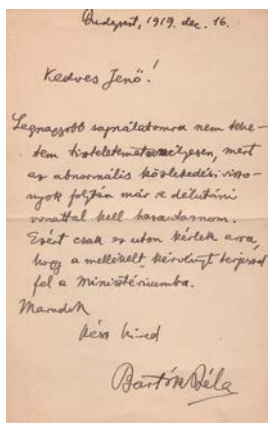 Budapest, 1919. dec. 16.
Kedves Jenő!
Legnagyobb sajnálatomra nem tehe-
tem tiszteletemet személyesen, mert
az abnormális közlekedési viszo-
nyok folytán már a délutáni
vonattal kell hazautaznom.
Ezért csak ez uton kérlek arra,
hogy a mellékelt kérvényt terjeszd
fel a Minisztériumba.
Maradok
kész hived
Bartók Béla